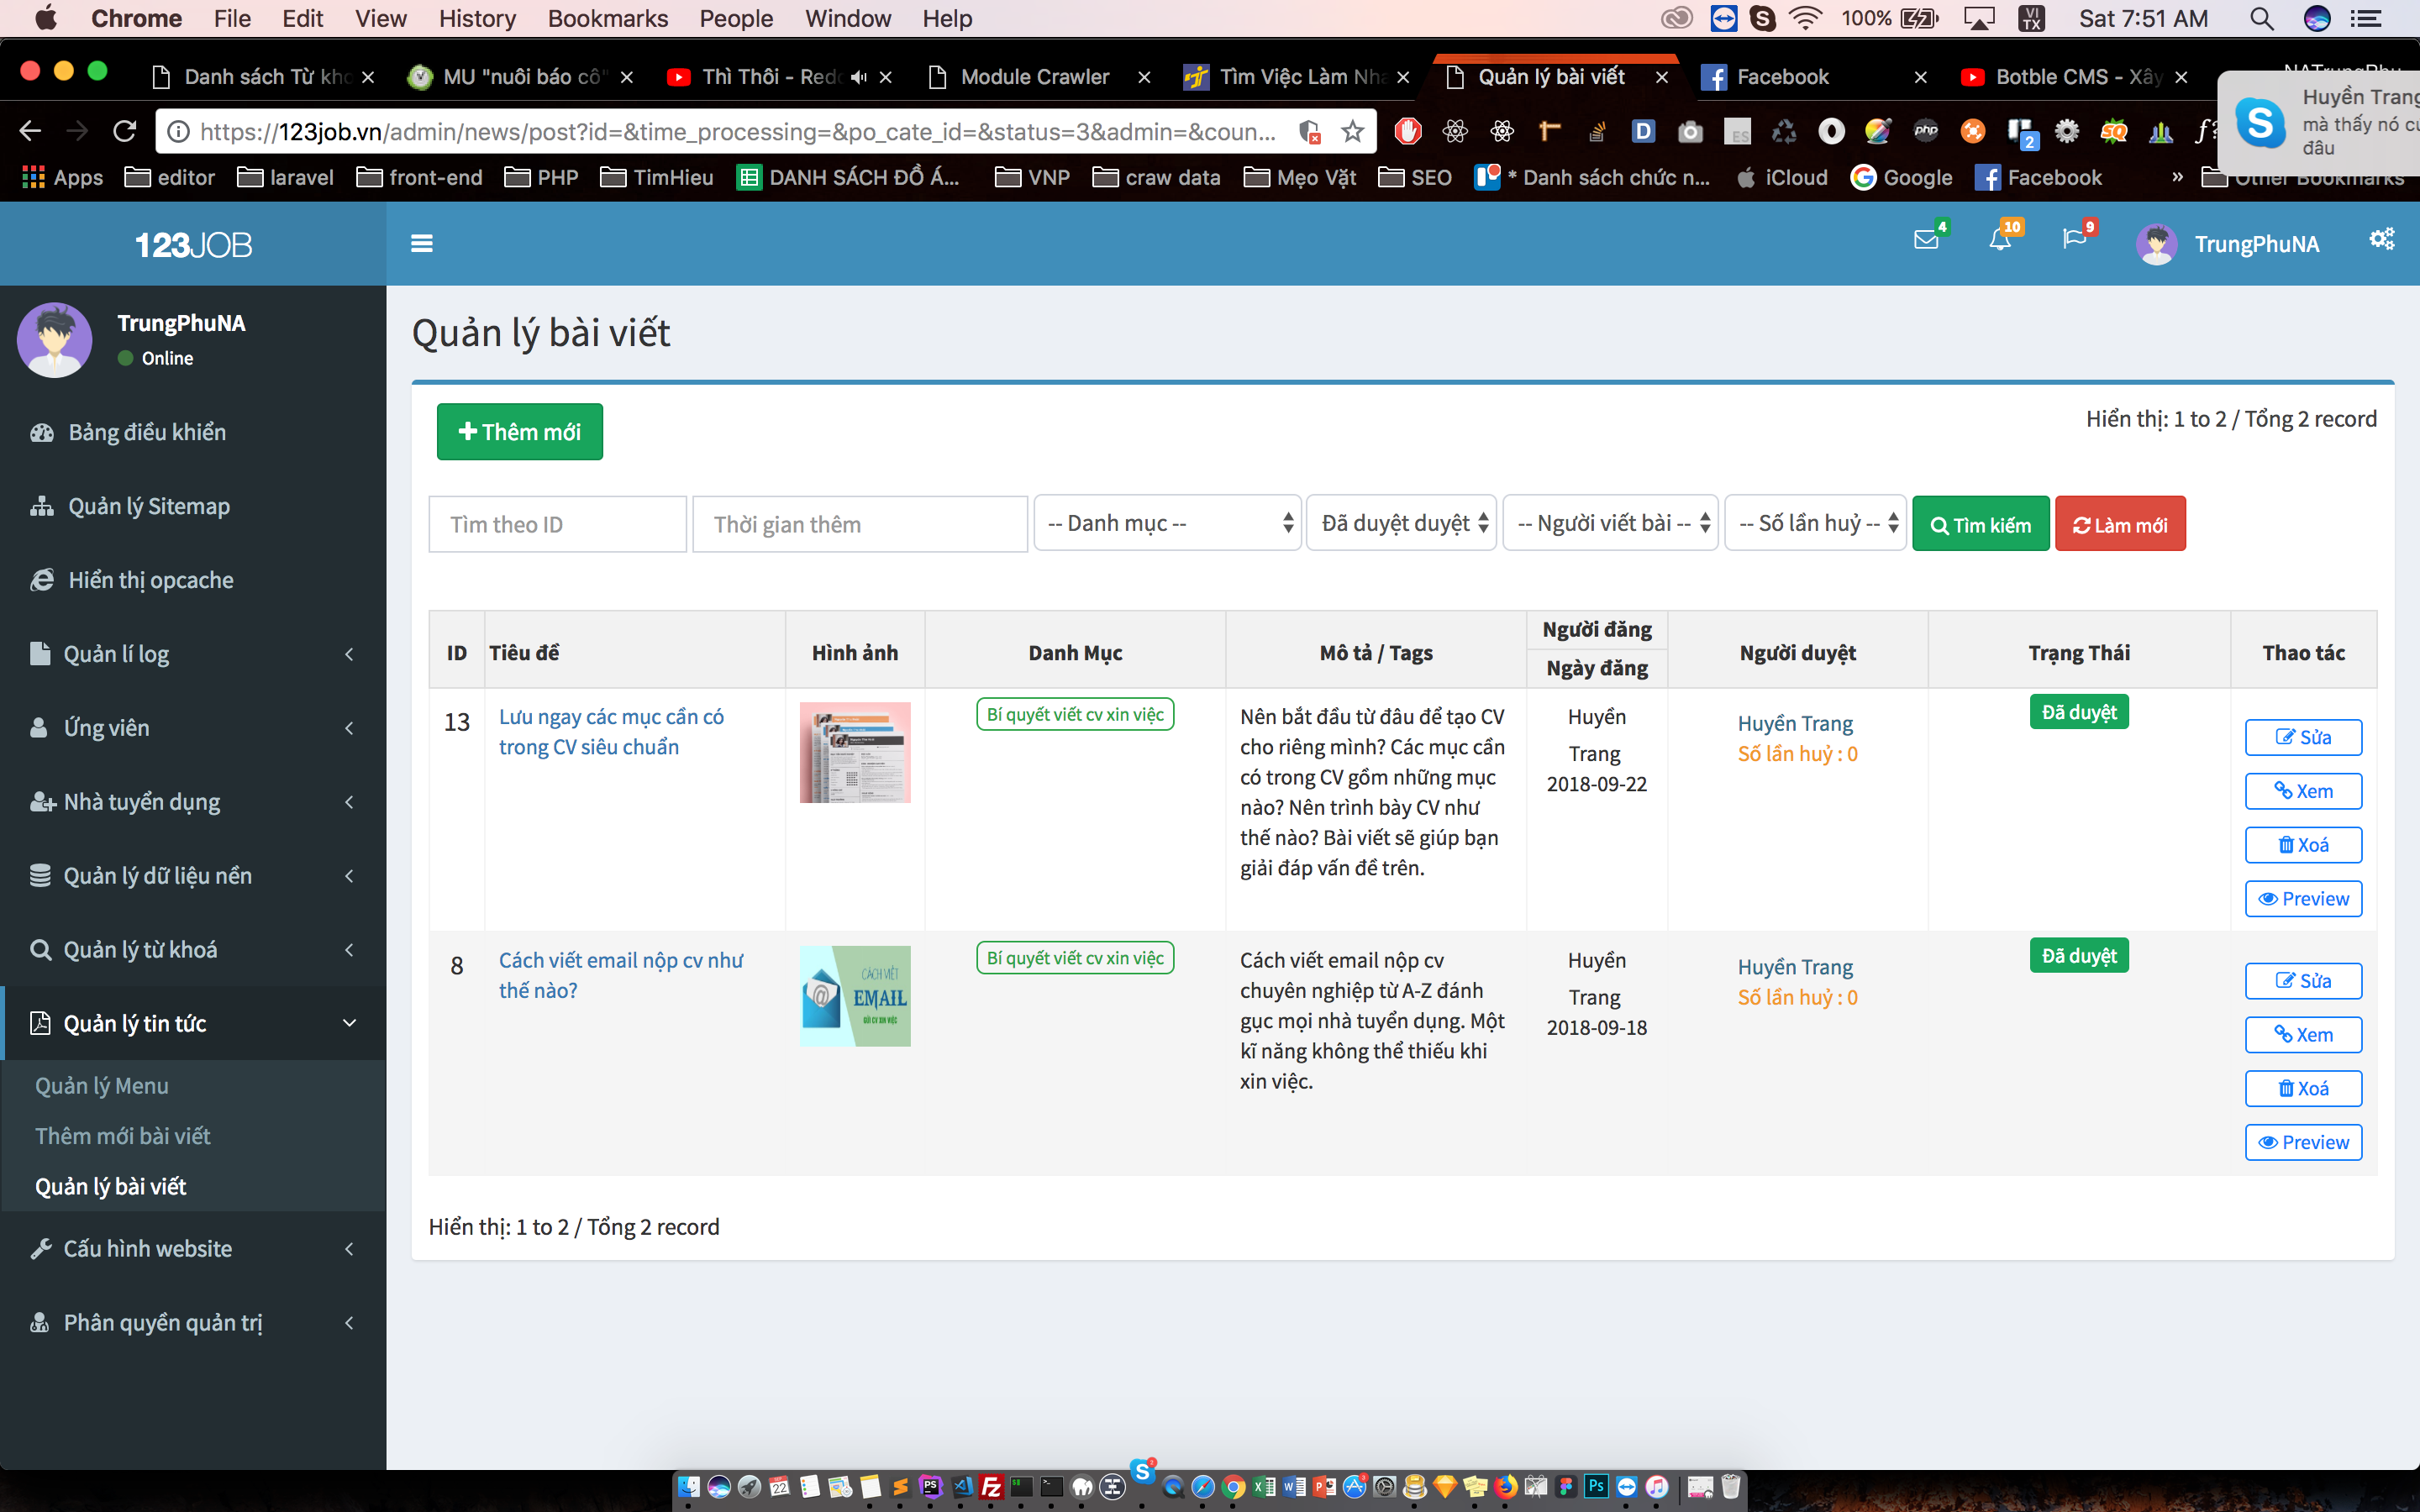 Chrome File Edit View History Bookmarks People Window Help 100% VI TX Sat 7:51 AM
Danh sách Từ kho MU "nuôi báo cô" Thì Thôi - Redd Module Crawler Tìm Việc Làm Nha Quản lý bài viết Facebook Botble CMS - Xây NATrungPhu
https://123job.vn/admin/news/post?id=&time_processing=&po_cate_id=&status=3&admin=&coun...
Huyền Trang
mà thấy nó cu
đâu
Apps editor laravel front-end PHP TimHieu DANH SÁCH ĐỒ Á... VNP craw data Mẹo Vặt SEO * Danh sách chức n... iCloud Google Facebook » Other Bookmarks
123JOB 4 10 9 TrungPhuNA
TrungPhuNA
Online
Bảng điều khiển
Quản lý Sitemap
Hiển thị opcache
Quản lí log
Ứng viên
Nhà tuyển dụng
Quản lý dữ liệu nền
Quản lý từ khoá
Quản lý tin tức
Quản lý Menu
Thêm mới bài viết
Quản lý bài viết
Cấu hình website
Phân quyền quản trị
Quản lý bài viết
Thêm mới
Hiển thị: 1 to 2 / Tổng 2 record
Tìm theo ID Thời gian thêm -- Danh mục -- Đã duyệt duyệt -- Người viết bài -- -- Số lần huỷ -- Tìm kiếm Làm mới
ID Tiêu đề Hình ảnh Danh Mục Mô tả / Tags Người đăng Ngày đăng Người duyệt Trạng Thái Thao tác
13
Lưu ngay các mục cần có
trong CV siêu chuẩn
Bí quyết viết cv xin việc
Nên bắt đầu từ đâu để tạo CV
cho riêng mình? Các mục cần
có trong CV gồm những mục
nào? Nên trình bày CV như
thế nào? Bài viết sẽ giúp bạn
giải đáp vấn đề trên.
Huyền
Trang
2018-09-22
Huyền Trang
Số lần huỷ : 0
Đã duyệt
Sửa
Xem
Xoá
Preview
8
Cách viết email nộp cv như
thế nào?
CÁCH VIẾT
EMAIL
GỬI CV XIN VIỆC
Bí quyết viết cv xin việc
Cách viết email nộp cv
chuyên nghiệp từ A-Z đánh
gục mọi nhà tuyển dụng. Một
kĩ năng không thể thiếu khi
xin việc.
Huyền
Trang
2018-09-18
Huyền Trang
Số lần huỷ : 0
Đã duyệt
Sửa
Xem
Xoá
Preview
Hiển thị: 1 to 2 / Tổng 2 record